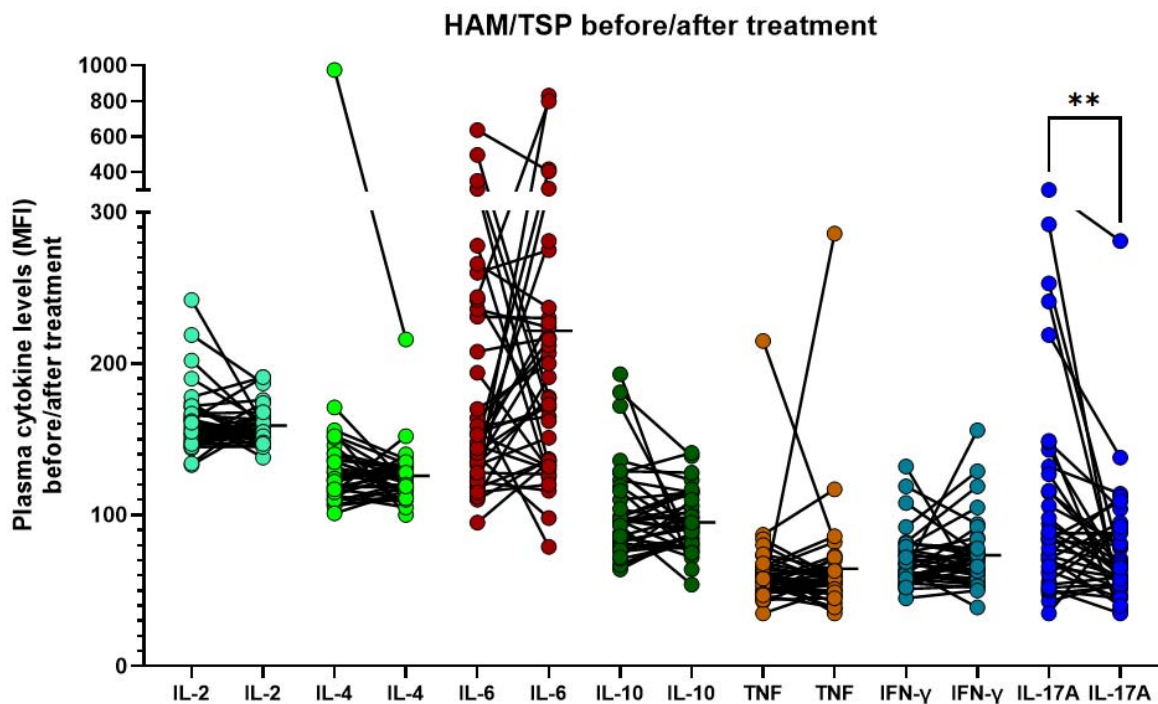 HAM/TSP before/after treatment
Plasma cytokine levels (MFI)
before/after treatment
1000
800
600
400
300
200
100
0
**
IL-2 IL-2 IL-4 IL-4 IL-6 IL-6 IL-10 IL-10 TNF TNF IFN-γ IFN-γ IL-17A IL-17A